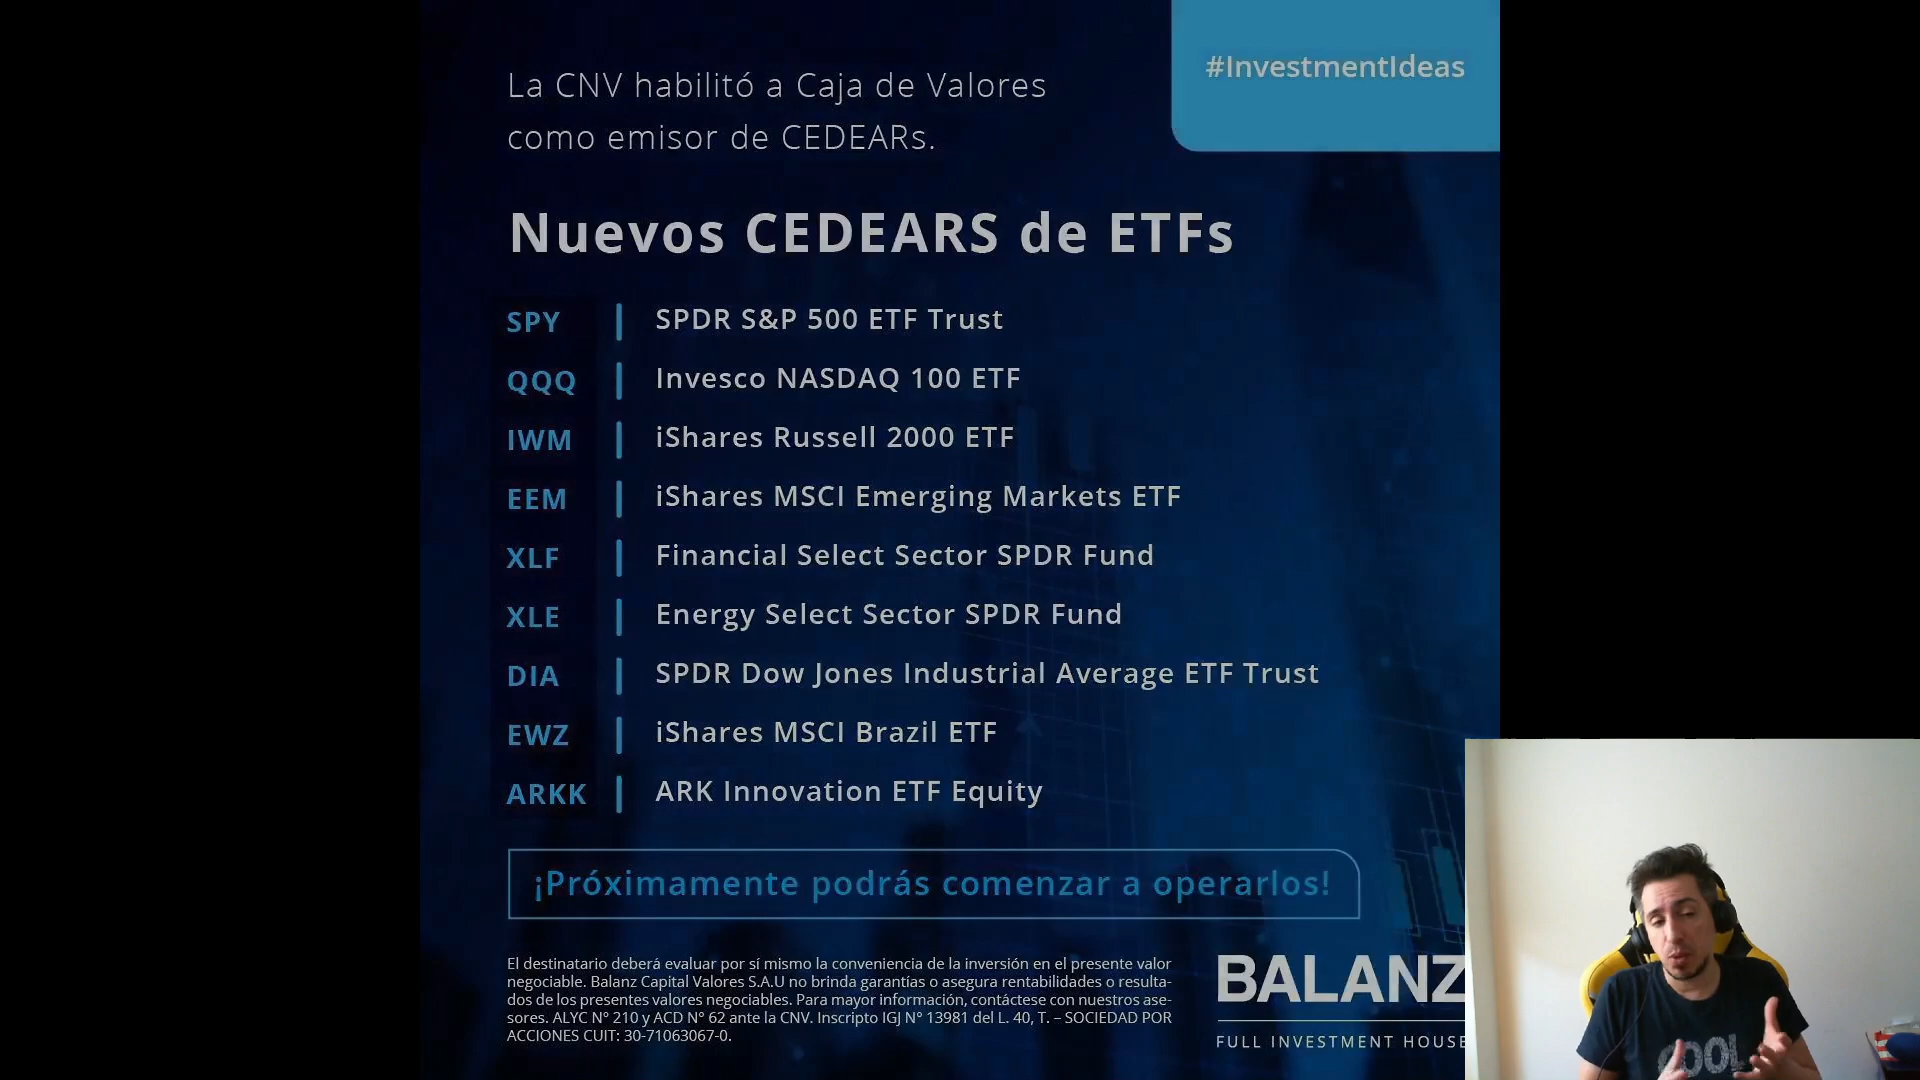 #InvestmentIdeas
La CNV habilitó a Caja de Valores
como emisor de CEDEARs.
Nuevos CEDEARS de ETFs
SPY | SPDR S&P 500 ETF Trust
QQQ | Invesco NASDAQ 100 ETF
IWM | iShares Russell 2000 ETF
EEM | iShares MSCI Emerging Markets ETF
XLF | Financial Select Sector SPDR Fund
XLE | Energy Select Sector SPDR Fund
DIA | SPDR Dow Jones Industrial Average ETF Trust
EWZ | iShares MSCI Brazil ETF
ARKK | ARK Innovation ETF Equity
¡Próximamente podrás comenzar a operarlos!
El destinatario deberá evaluar por sí mismo la conveniencia de la inversión en el presente valor
negociable. Balanz Capital Valores S.A.U no brinda garantías o asegura rentabilidades o resulta-
dos de los presentes valores negociables. Para mayor información, contáctese con nuestros ase-
sores. ALYC N° 210 y ACD N° 62 ante la CNV. Inscripto IGJ N° 13981 del L. 40, T. – SOCIEDAD POR
ACCIONES CUIT: 30-71063067-0.
BALANZ
FULL INVESTMENT HOUSE
COOL